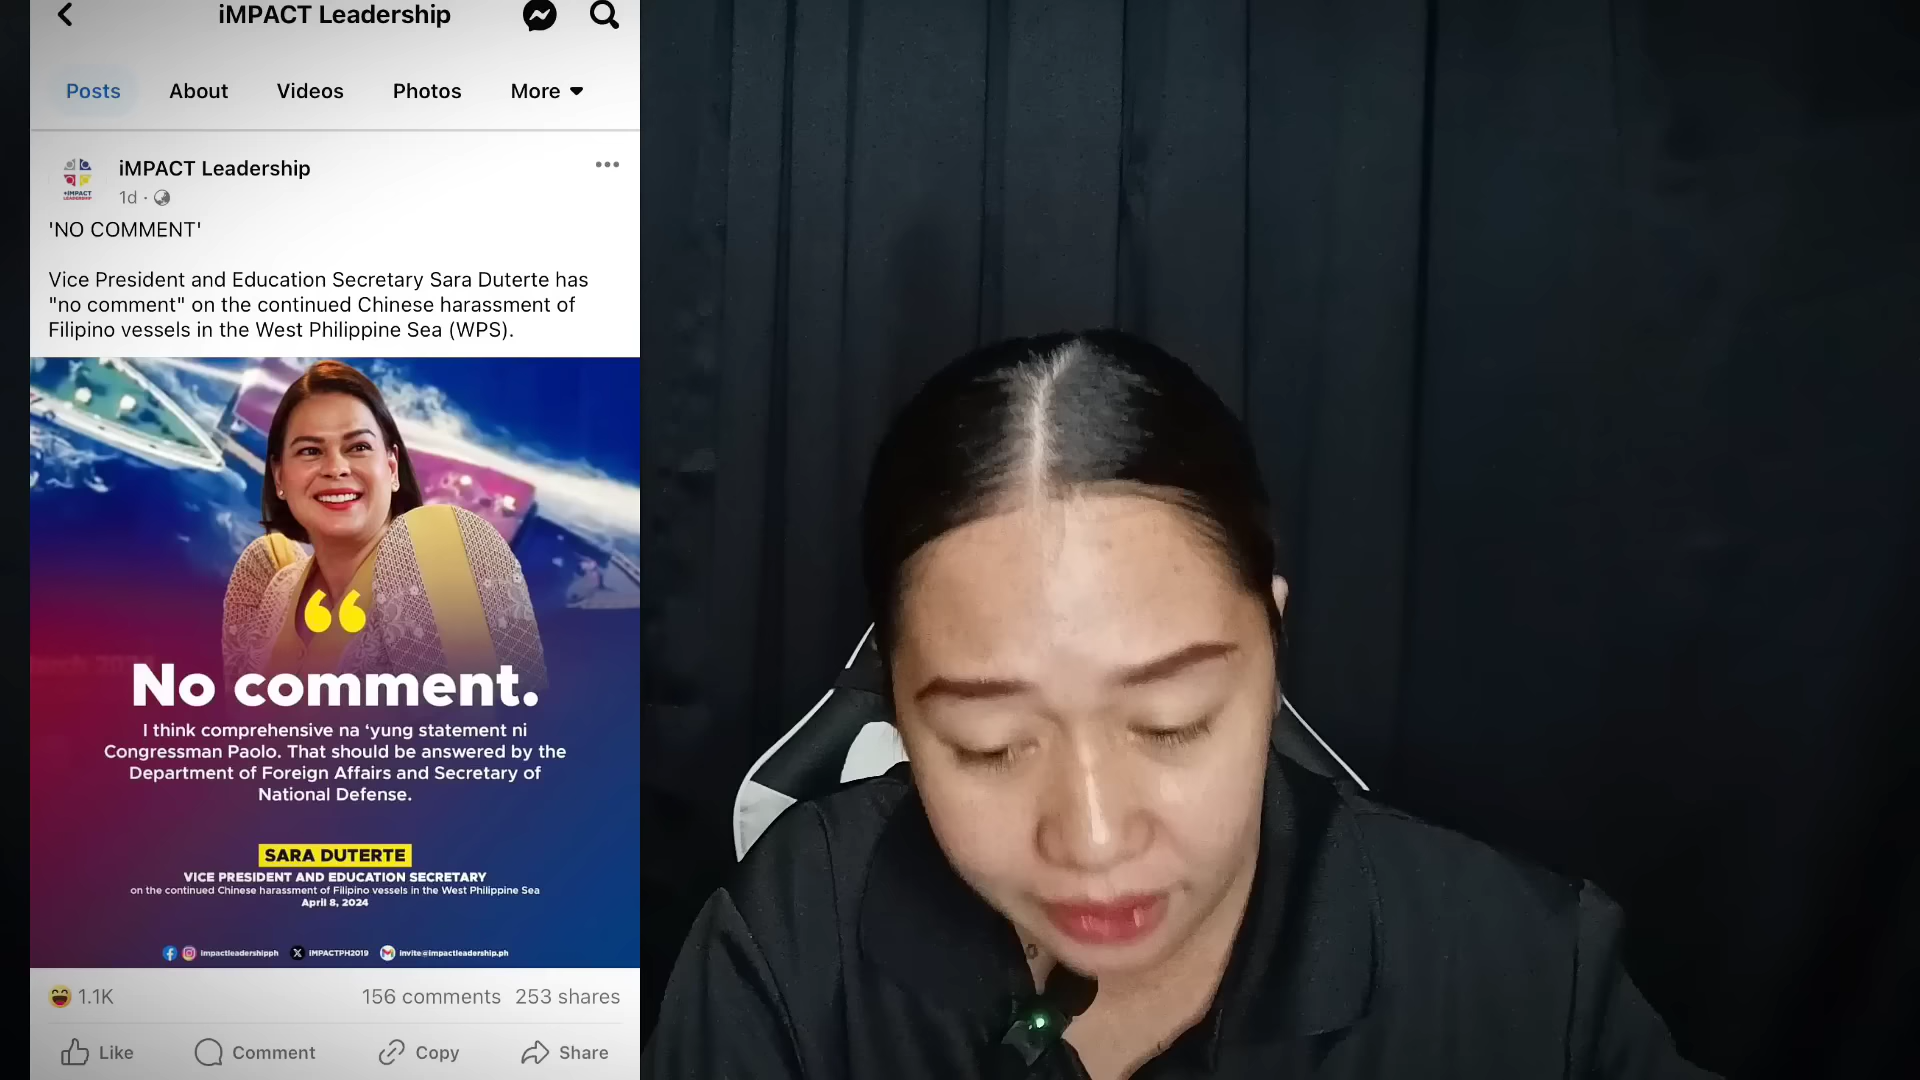 iMPACT Leadership
Posts About Videos Photos More
iMPACT Leadership
1d
'NO COMMENT'
Vice President and Education Secretary Sara Duterte has
"no comment" on the continued Chinese harassment of
Filipino vessels in the West Philippine Sea (WPS).
No comment.
I think comprehensive na ‘yung statement ni
Congressman Paolo. That should be answered by the
Department of Foreign Affairs and Secretary of
National Defense.
SARA DUTERTE
VICE PRESIDENT AND EDUCATION SECRETARY
on the continued Chinese harassment of Filipino vessels in the West Philippine Sea
April 8, 2024
impactleadershipph IMPACTPH2019 invite@impactleadership.ph
1.1K 156 comments 253 shares
Like Comment Copy Share